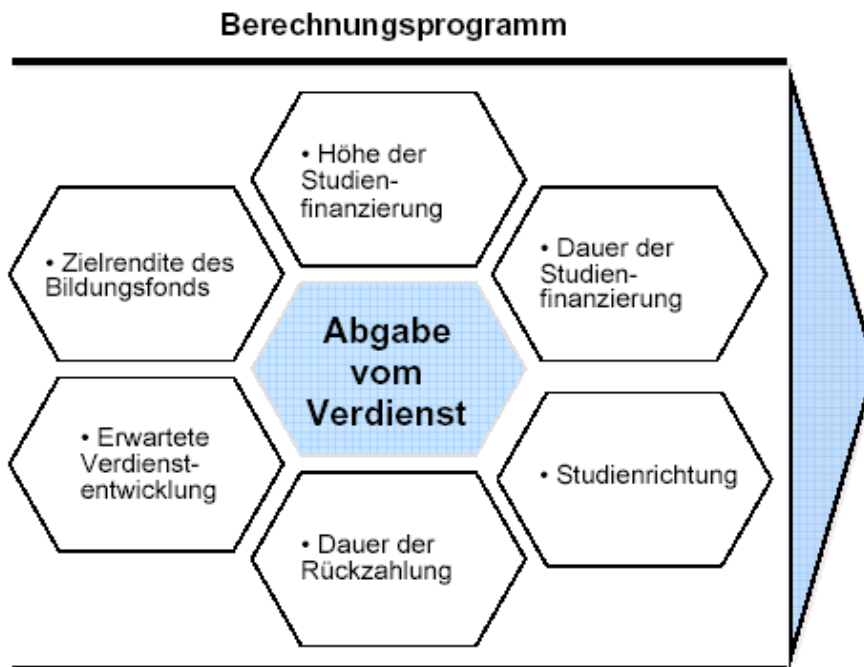 Berechnungsprogramm
• Höhe der
Studien-
finanzierung
• Zielrendite des
Bildungsfonds
• Dauer der
Studien-
finanzierung
Abgabe
vom
Verdienst
• Erwartete
Verdienst-
entwicklung
• Studienrichtung
• Dauer der
Rückzahlung